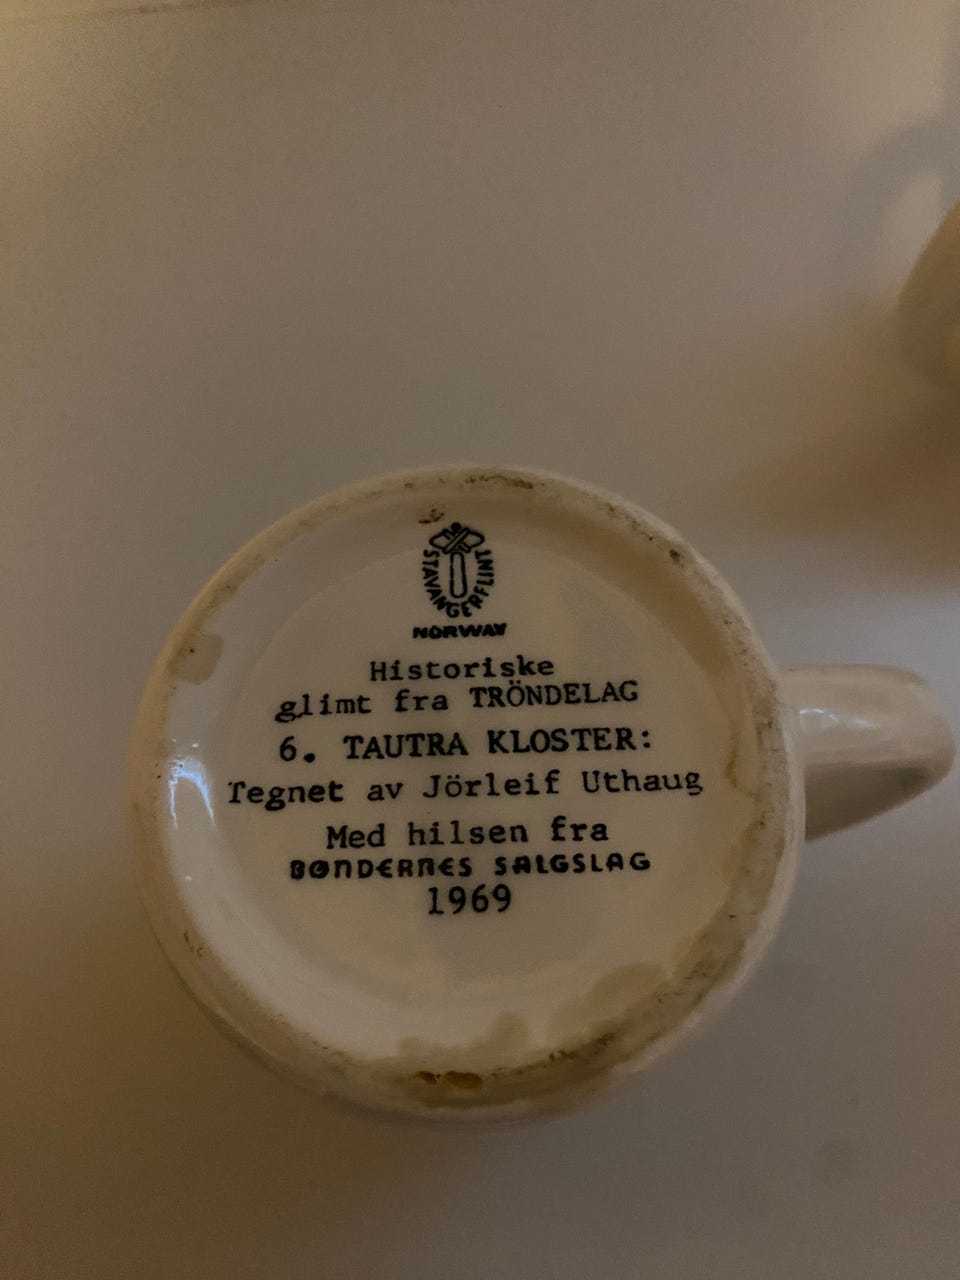 STAVANGERFLINT
NORWAY
Historiske
glimt fra TRÖNDELAG
6. TAUTRA KLOSTER:
Tegnet av Jörleif Uthaug
Med hilsen fra
BØNDERNES SALGSLAG
1969